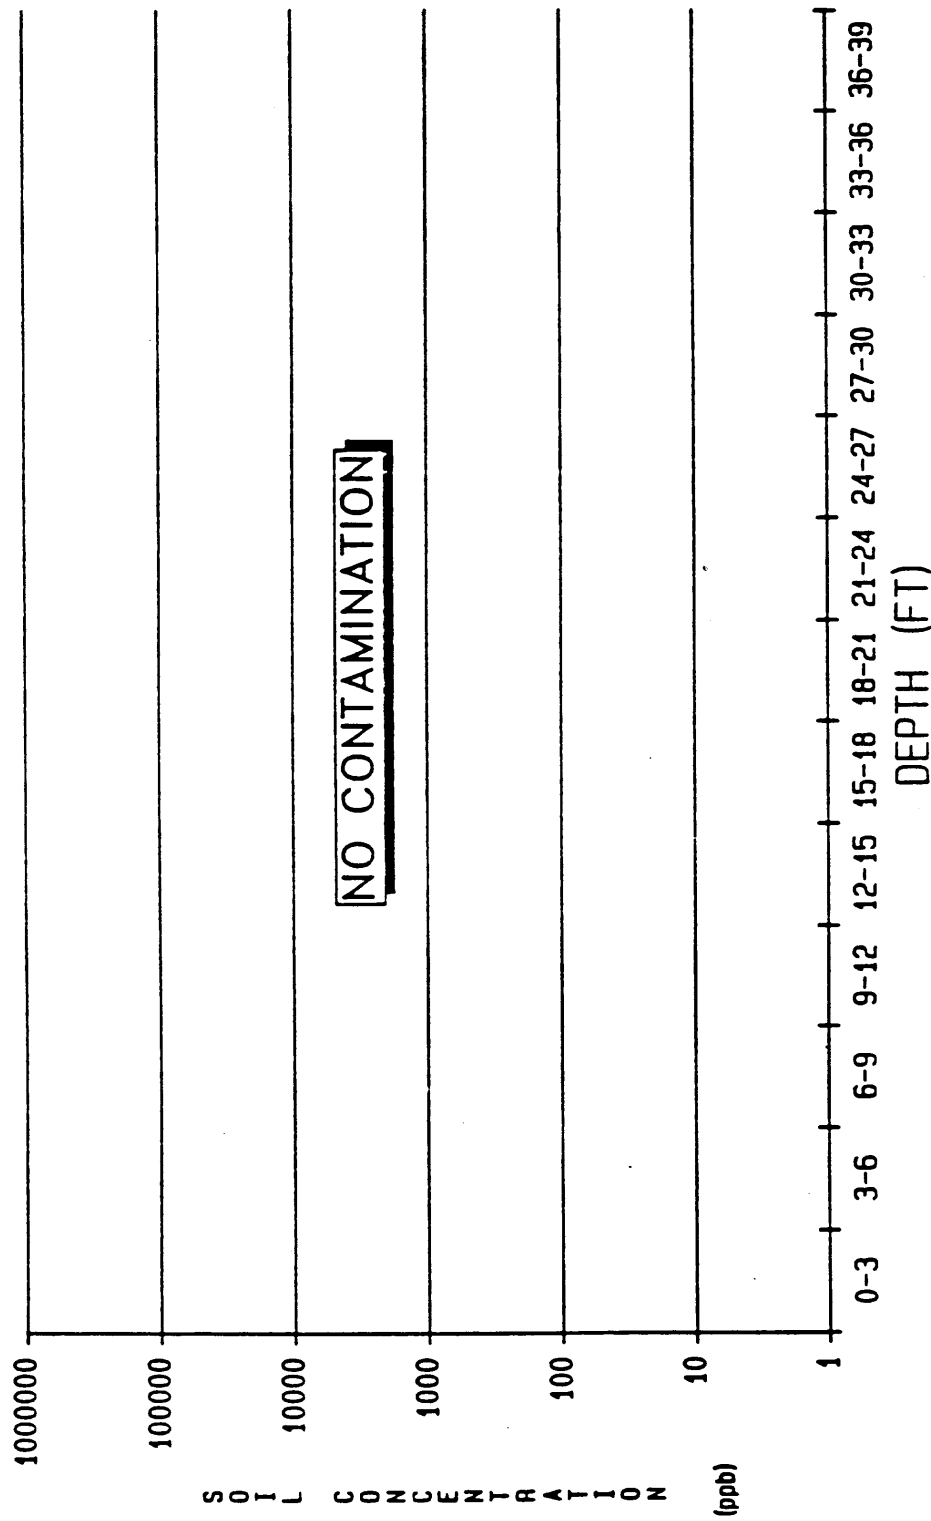 1000000
100000
10000
1000
100
10
1
SOIL CONCENTRATION
(ppb)
NO CONTAMINATION
0-3 3-6 6-9 9-12 12-15 15-18 18-21 21-24 24-27 27-30 30-33 33-36 36-39
DEPTH (FT)